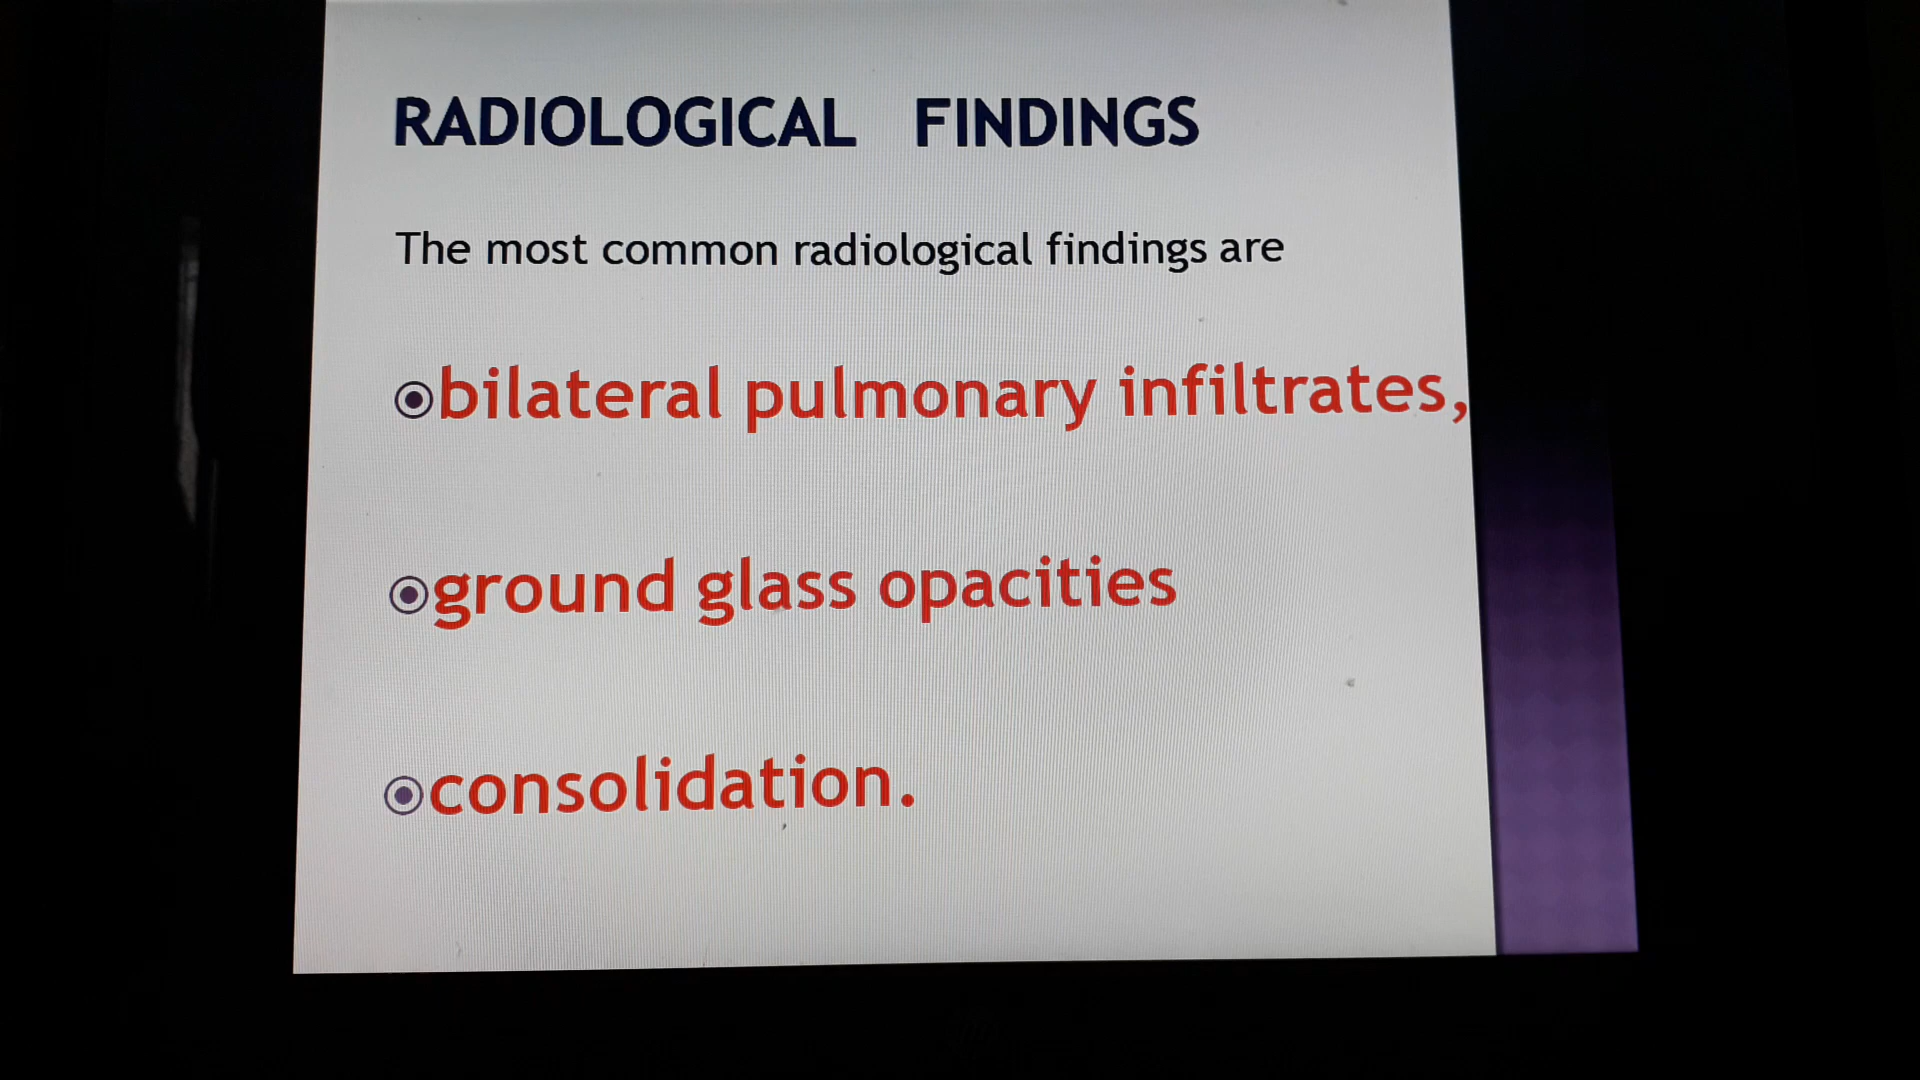 RADIOLOGICAL FINDINGS
The most common radiological findings are
bilateral pulmonary infiltrates,
ground glass opacities
consolidation.